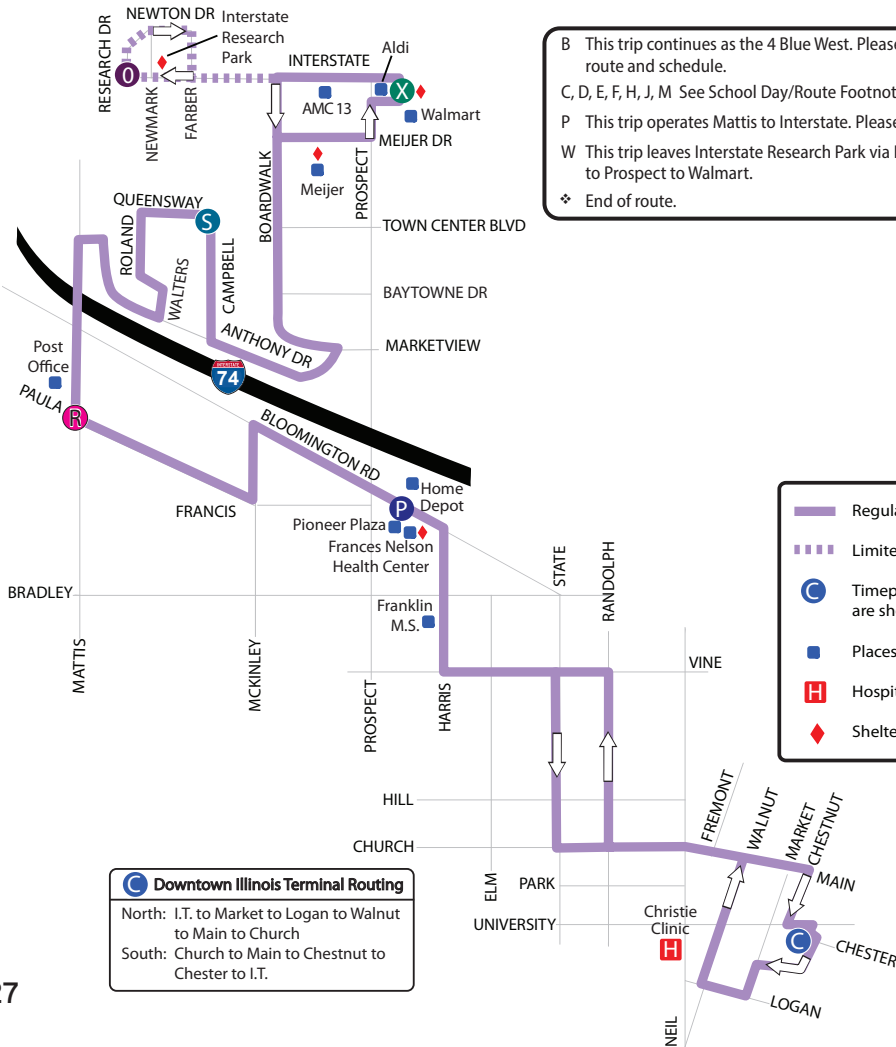 NEWTON DR
Interstate
Research
Park
RESEARCH DR
O
NEWMARK
FARBER
INTERSTATE
Aldi
X
AMC 13
Walmart
MEIJER DR
Meijer
BOARDWALK
PROSPECT
QUEENSWAY
S
ROLAND
WALTERS
CAMPBELL
TOWN CENTER BLVD
BAYTOWNE DR
ANTHONY DR
MARKETVIEW
INTERSTATE
74
Post
Office
PAULA
R
BLOOMINGTON RD
FRANCIS
Home
Depot
P
Pioneer Plaza
Frances Nelson
Health Center
BRADLEY
Franklin
M.S.
STATE
RANDOLPH
MATTIS
MCKINLEY
PROSPECT
HARRIS
VINE
HILL
CHURCH
ELM
PARK
UNIVERSITY
FREMONT
WALNUT
MARKET
CHESTNUT
MAIN
Christie
Clinic
H
C
CHESTER
LOGAN
NEIL
B This trip continues as the 4 Blue West. Please
route and schedule.
C, D, E, F, H, J, M See School Day/Route Footnot
P This trip operates Mattis to Interstate. Please
W This trip leaves Interstate Research Park via
to Prospect to Walmart.
❖ End of route.
Regula
Limite
C Timep
are sh
Places
H Hospit
Shelte
C Downtown Illinois Terminal Routing
North: I.T. to Market to Logan to Walnut
to Main to Church
South: Church to Main to Chestnut to
Chester to I.T.
27